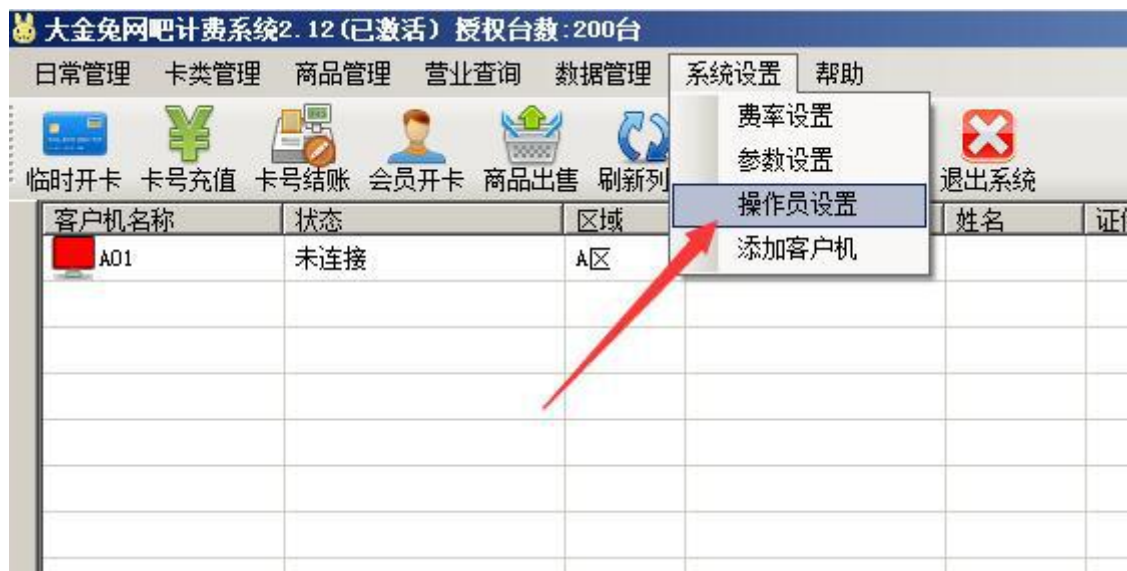 大金兔网吧计费系统2.12(已激活) 授权台数:200台
日常管理 卡类管理 商品管理 营业查询 数据管理 系统设置 帮助
费率设置
参数设置
操作员设置
添加客户机
临时开卡 卡号充值 卡号结账 会员开卡 商品出售 刷新列 退出系统
客户机名称 状态 区域 姓名
A01 未连接 A区